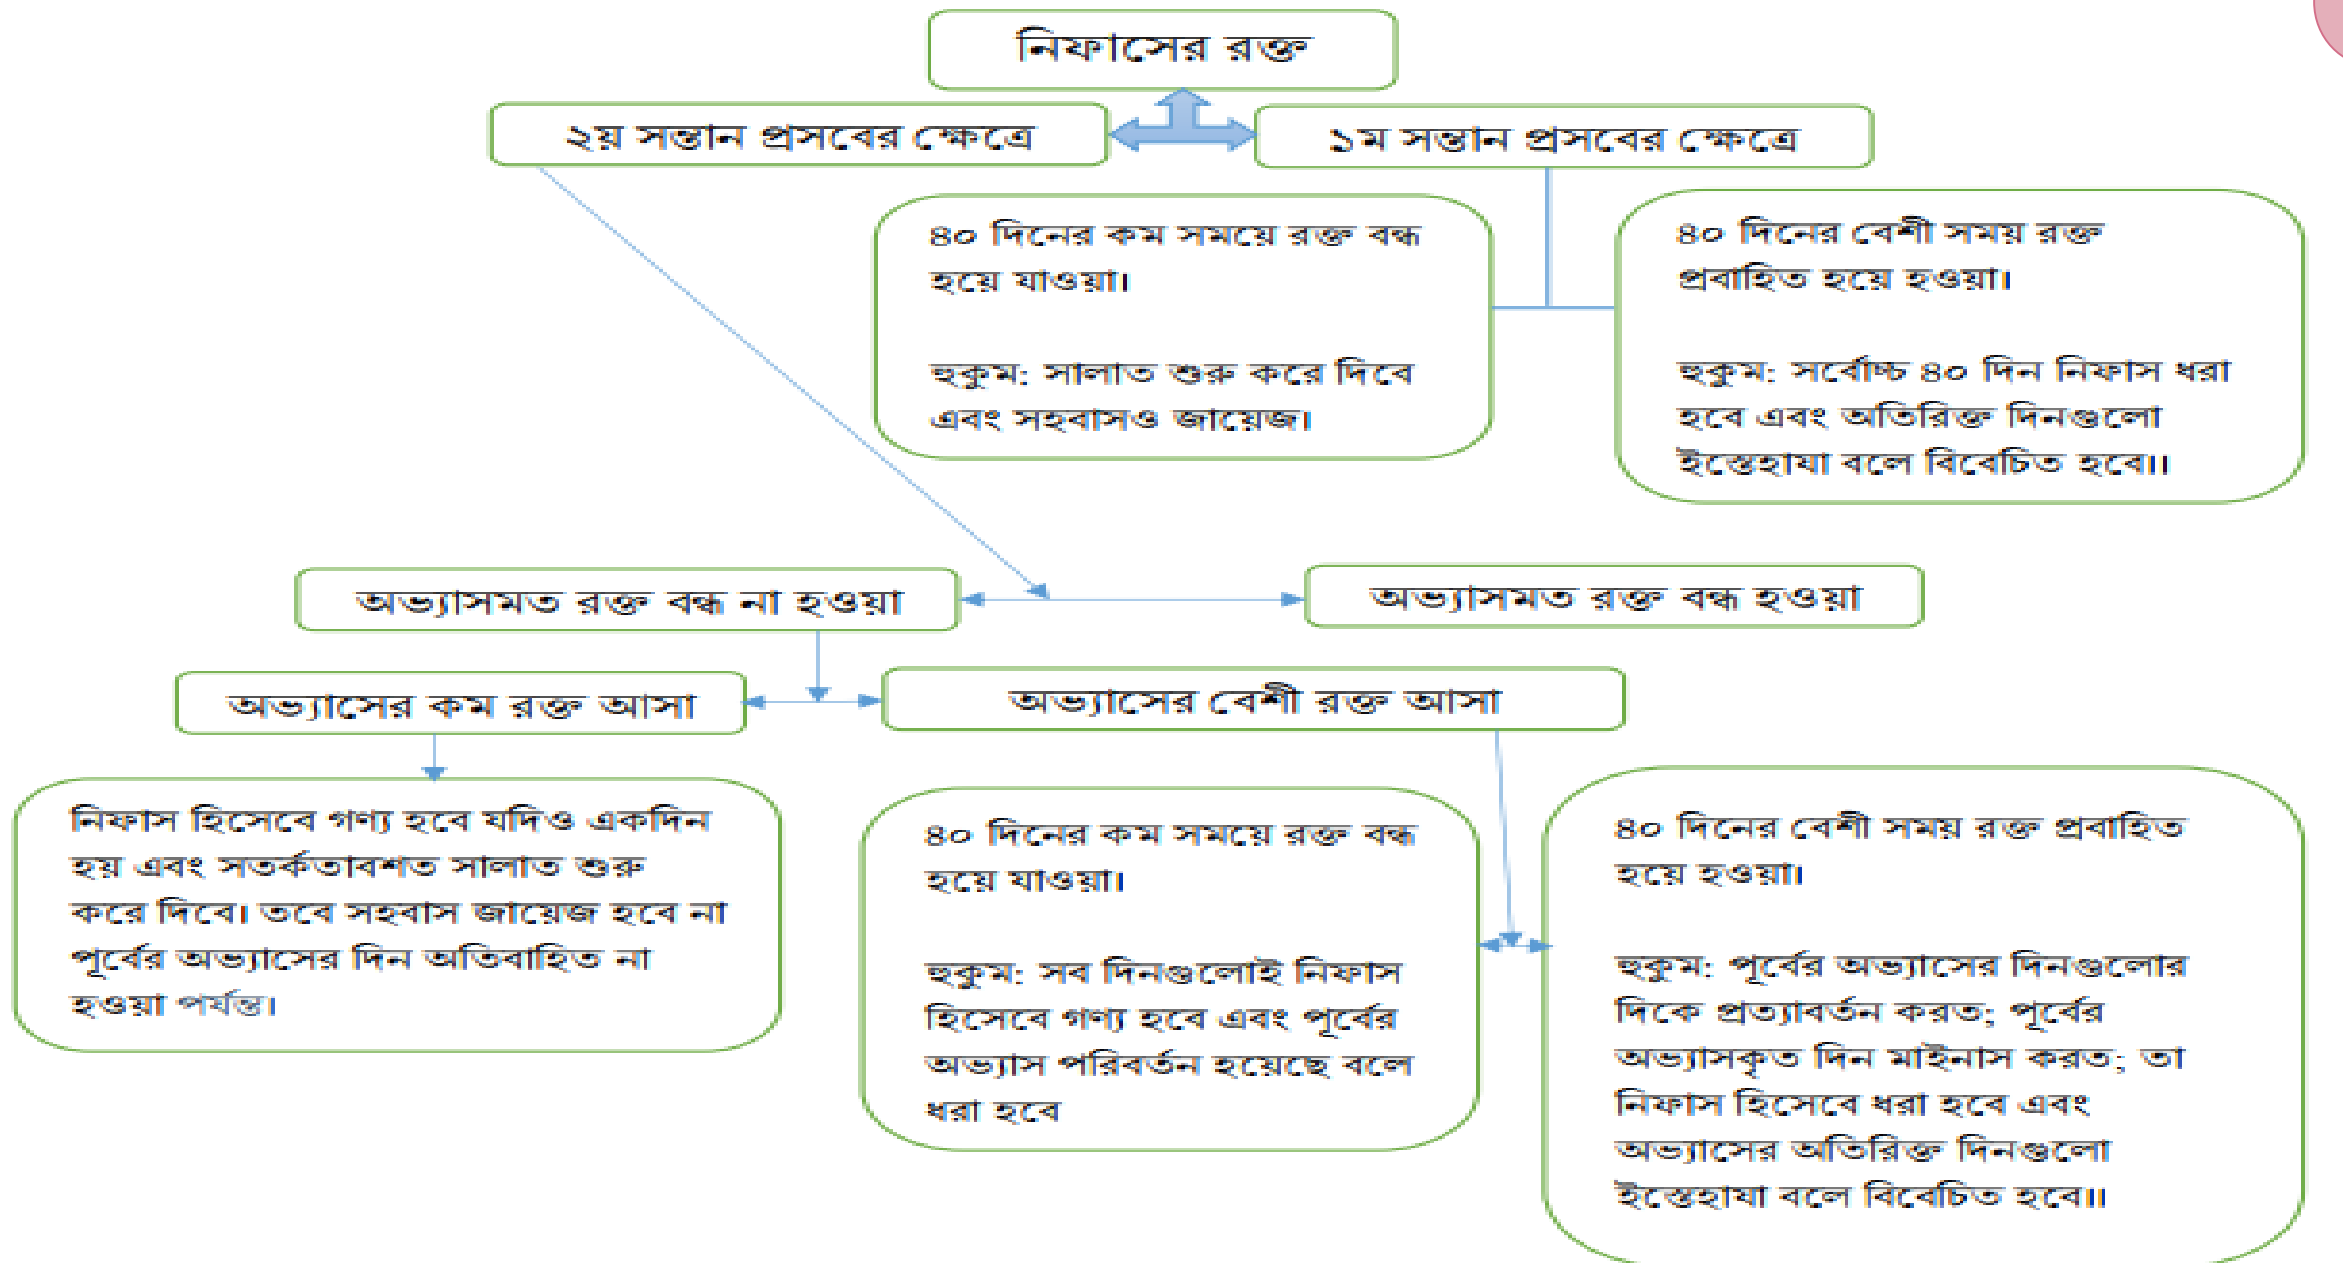 নিফাসের রক্ত
২য় সন্তান প্রসবের ক্ষেত্রে
১ম সন্তান প্রসবের ক্ষেত্রে
৪০ দিনের কম সময়ে রক্ত বন্ধ
হয়ে যাওয়া।
হুকুম: সালাত শুরু করে দিবে
এবং সহবাসও জায়েজ।
৪০ দিনের বেশী সময় রক্ত
প্রবাহিত হয়ে হওয়া।
হুকুম: সর্বোচ্চ ৪০ দিন নিফাস ধরা
হবে এবং অতিরিক্ত দিনগুলো
ইস্তেহাযা বলে বিবেচিত হবে।।
অভ্যাসমত রক্ত বন্ধ না হওয়া
অভ্যাসমত রক্ত বন্ধ হওয়া
অভ্যাসের কম রক্ত আসা
অভ্যাসের বেশী রক্ত আসা
নিফাস হিসেবে গণ্য হবে যদিও একদিন
হয় এবং সতর্কতাবশত সালাত শুরু
করে দিবে। তবে সহবাস জায়েজ হবে না
পূর্বের অভ্যাসের দিন অতিবাহিত না
হওয়া পর্যন্ত।
৪০ দিনের কম সময়ে রক্ত বন্ধ
হয়ে যাওয়া।
হুকুম: সব দিনগুলোই নিফাস
হিসেবে গণ্য হবে এবং পূর্বের
অভ্যাস পরিবর্তন হয়েছে বলে
ধরা হবে
৪০ দিনের বেশী সময় রক্ত প্রবাহিত
হয়ে হওয়া।
হুকুম: পূর্বের অভ্যাসের দিনগুলোর
দিকে প্রত্যাবর্তন করত; পূর্বের
অভ্যাসকৃত দিন মাইনাস করত; তা
নিফাস হিসেবে ধরা হবে এবং
অভ্যাসের অতিরিক্ত দিনগুলো
ইস্তেহাযা বলে বিবেচিত হবে॥